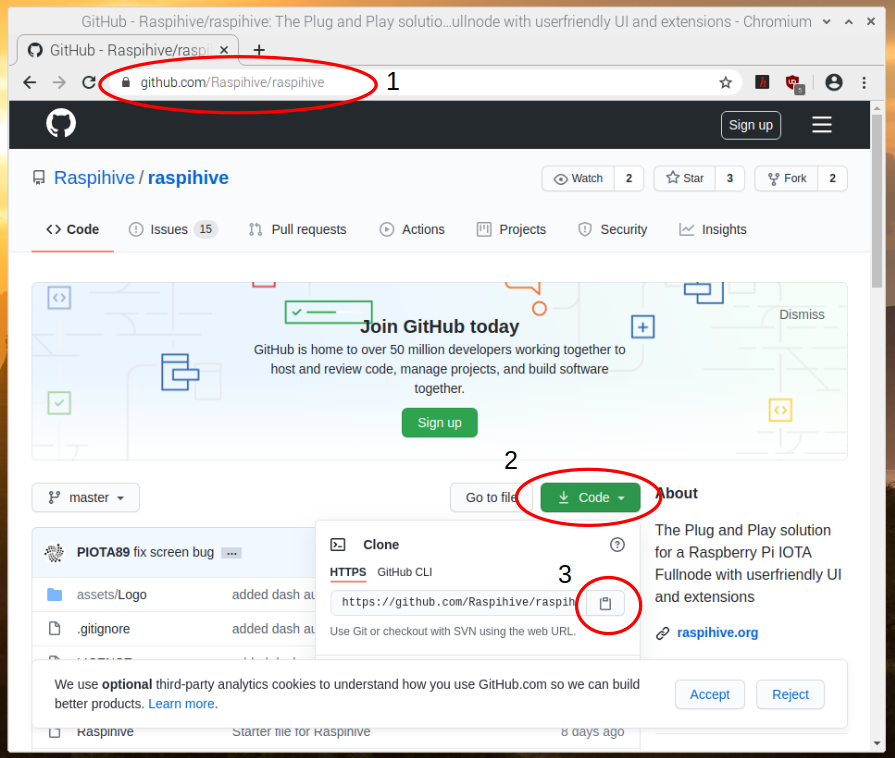 GitHub - Raspihive/raspihive: The Plug and Play solutio...ullnode with userfriendly UI and extensions - Chromium
GitHub - Raspihive/raspi
github.com/Raspihive/raspihive
1
Sign up
Raspihive / raspihive
Watch 2
Star 3
Fork 2
Code
Issues 15
Pull requests
Actions
Projects
Security
Insights
Dismiss
Join GitHub today
GitHub is home to over 50 million developers working together to
host and review code, manage projects, and build software
together.
Sign up
2
master
Go to file
Code
About
The Plug and Play solution
for a Raspberry Pi IOTA
Fullnode with userfriendly UI
and extensions
raspihive.org
Clone
HTTPS GitHub CLI
3
https://github.com/Raspihive/raspih
Use Git or checkout with SVN using the web URL.
PIOTA89 fix screen bug ...
assets/Logo added dash au
.gitignore added dash au
We use optional third-party analytics cookies to understand how you use GitHub.com so we can build
better products. Learn more.
Accept
Reject
Raspihive Starter file for Raspihive 8 days ago